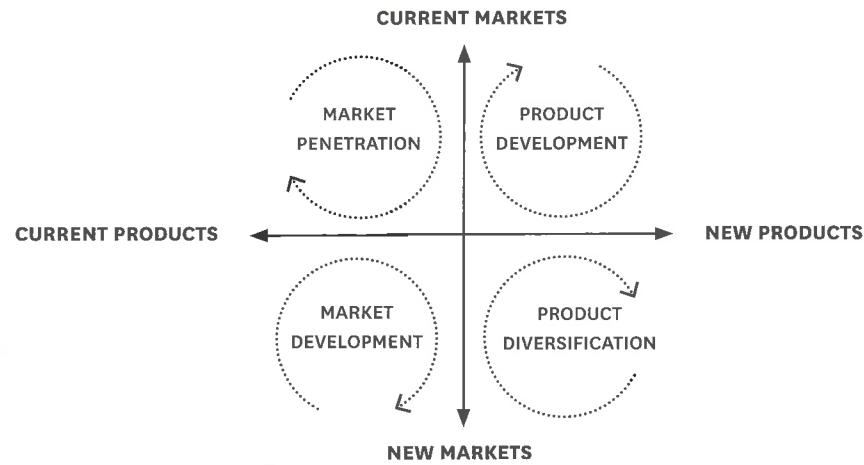 CURRENT MARKETS
MARKET
PENETRATION
PRODUCT
DEVELOPMENT
CURRENT PRODUCTS
NEW PRODUCTS
MARKET
DEVELOPMENT
PRODUCT
DIVERSIFICATION
NEW MARKETS